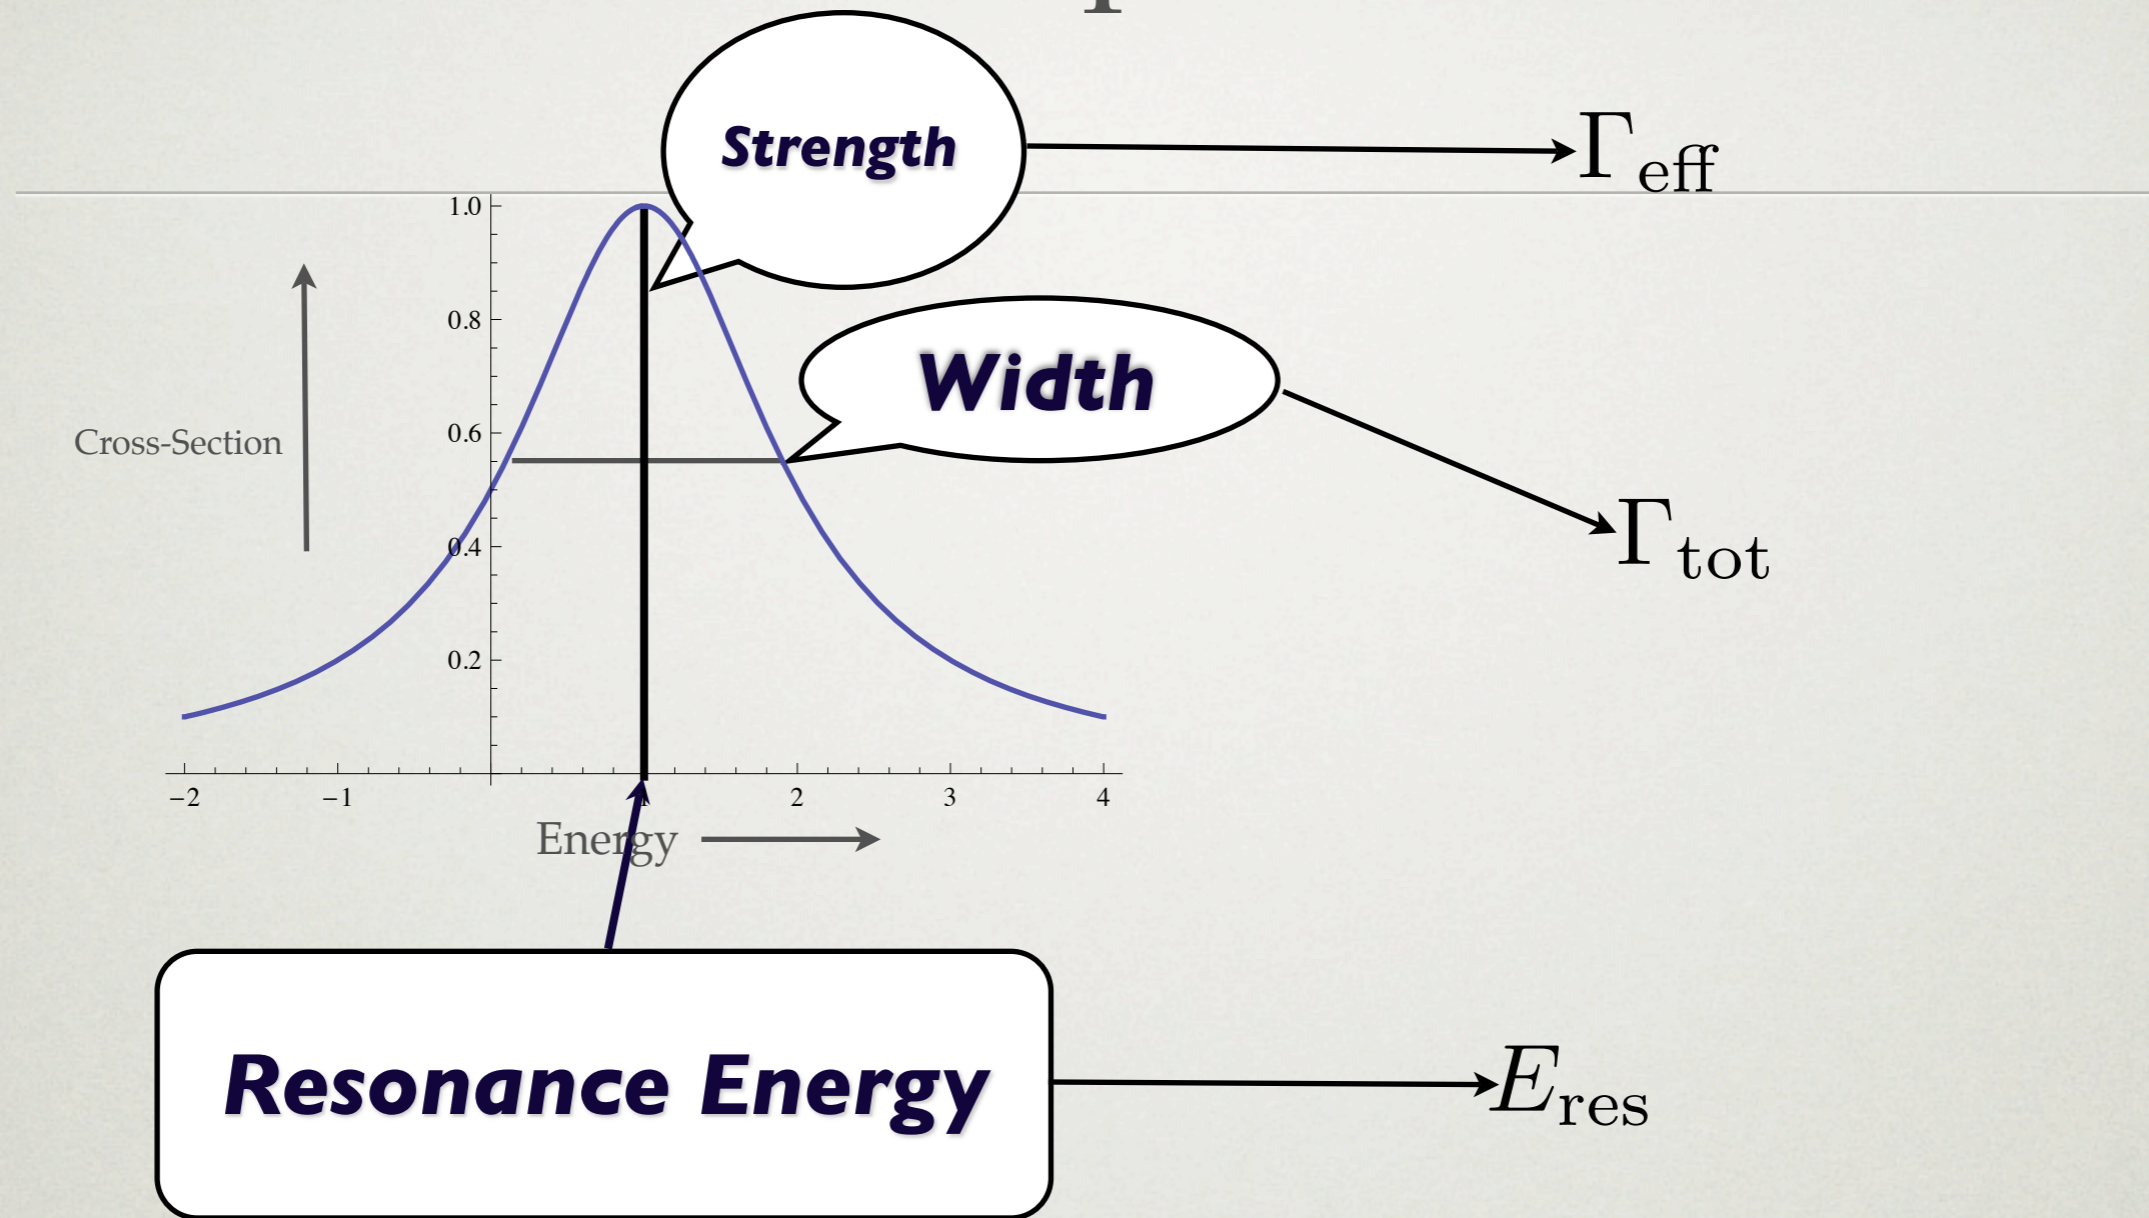 Strength
Γeff
1.0
0.8
Width
0.6
Cross-Section
Γtot
0.4
0.2
−2 −1 1 2 3 4
Energy
Resonance Energy
Eres